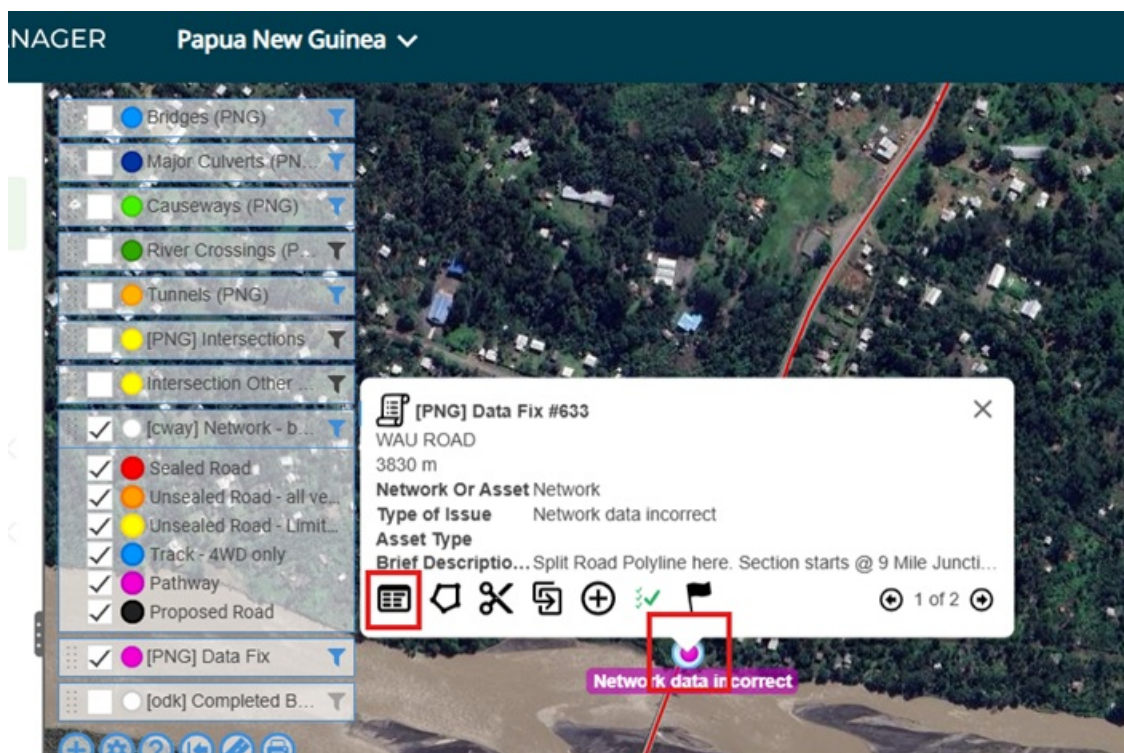 NAGER
Papua New Guinea
Bridges (PNG)
Major Culverts (PN...
Causeways (PNG)
River Crossings (P...
Tunnels (PNG)
[PNG] Intersections
Intersection Other ...
[cway] Network - b...
Sealed Road
Unsealed Road - all ve...
Unsealed Road - Limit...
Track - 4WD only
Pathway
Proposed Road
[PNG] Data Fix
[odk] Completed B...
[PNG] Data Fix #633
WAU ROAD
3830 m
Network Or Asset Network
Type of Issue Network data incorrect
Asset Type
Brief Descriptio... Split Road Polyline here. Section starts @ 9 Mile Juncti...
1 of 2
Network data incorrect